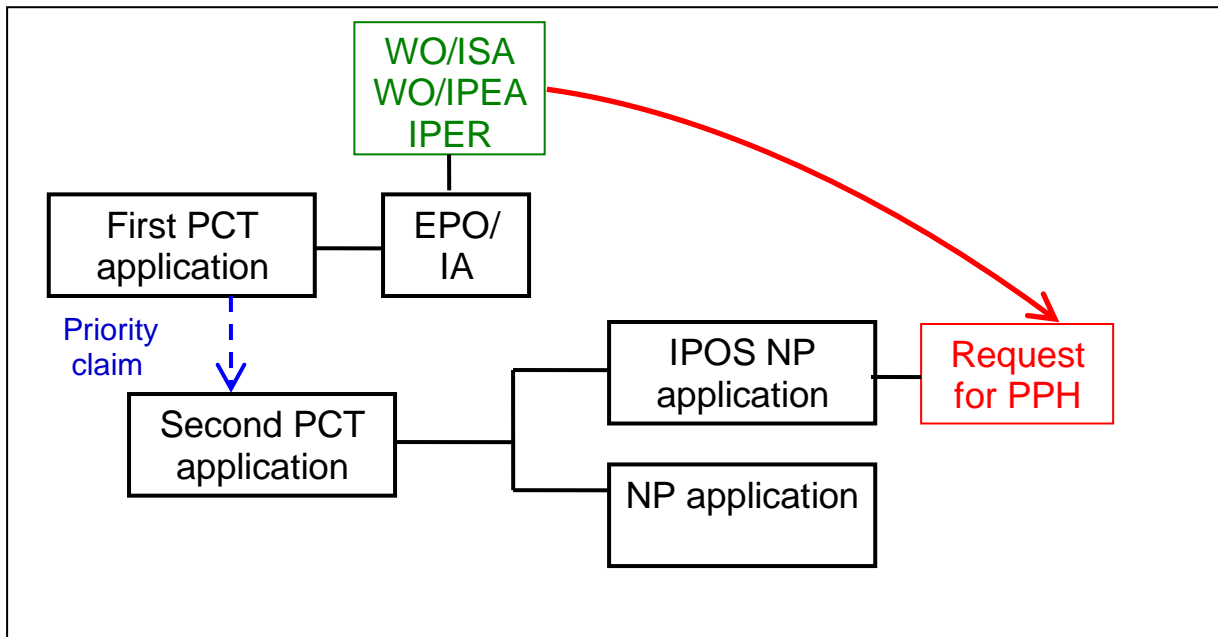 WO/ISA
WO/IPEA
IPER
First PCT
application
EPO/
IA
Priority
claim
Second PCT
application
IPOS NP
application
Request
for PPH
NP application